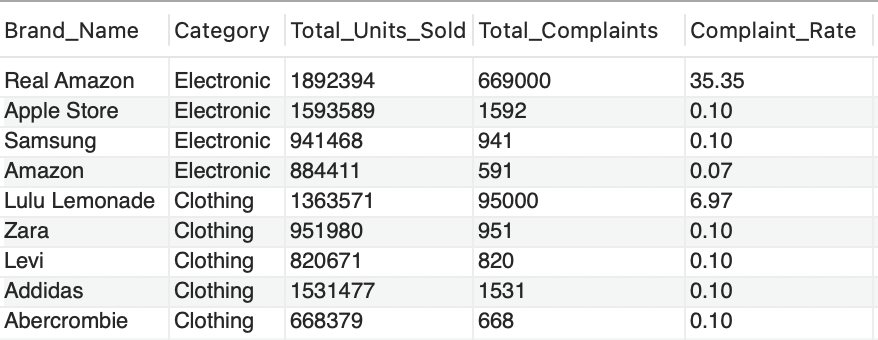 Brand_Name Category Total_Units_Sold Total_Complaints Complaint_Rate
Real Amazon Electronic 1892394 669000 35.35
Apple Store Electronic 1593589 1592 0.10
Samsung Electronic 941468 941 0.10
Amazon Electronic 884411 591 0.07
Lulu Lemonade Clothing 1363571 95000 6.97
Zara Clothing 951980 951 0.10
Levi Clothing 820671 820 0.10
Addidas Clothing 1531477 1531 0.10
Abercrombie Clothing 668379 668 0.10